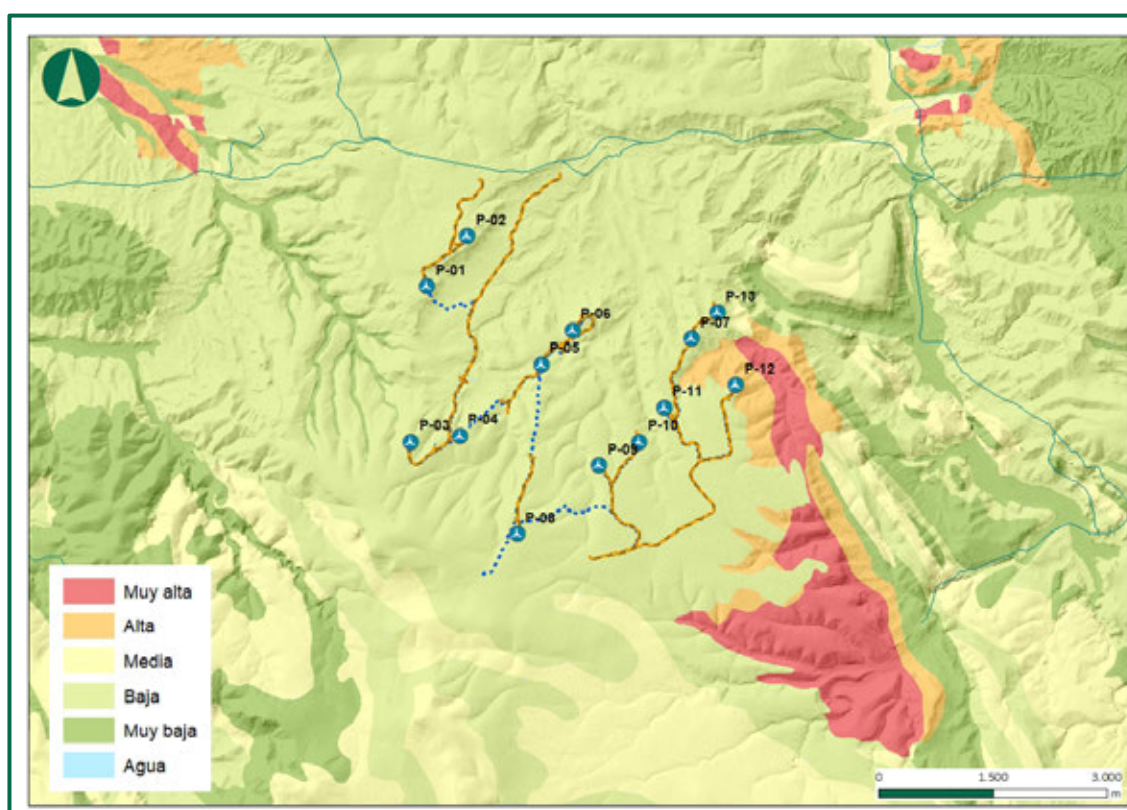 P-02
P-01
P-13
P-06
P-07
P-05
P-12
P-11
P-03
P-04
P-10
P-09
P-08
Muy alta
Alta
Media
Baja
Muy baja
Agua
0 1.500 3.000
m